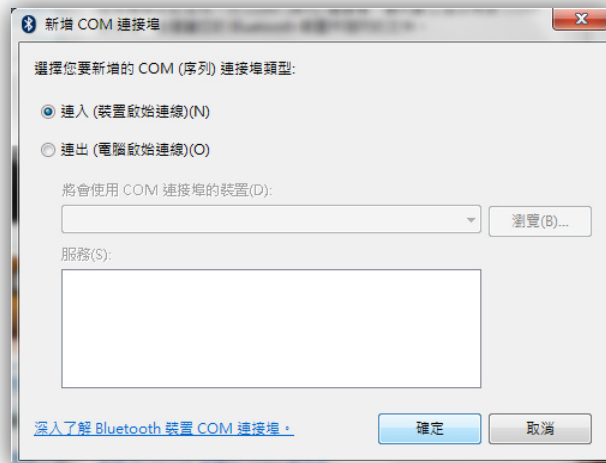 新增 COM 連接埠
選擇您要新增的 COM (序列) 連接埠類型:
連入 (裝置啟始連線)(N)
連出 (電腦啟始連線)(O)
將會使用 COM 連接埠的裝置(D):
瀏覽(B)...
服務(S):
深入了解 Bluetooth 裝置 COM 連接埠。
確定
取消